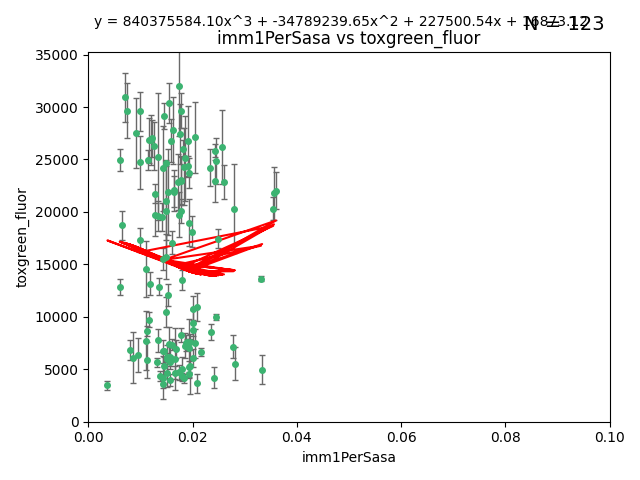 y = 840375584.10x^3 + -34789239.65x^2 + 227500.54x +
N = 123
imm1PerSasa vs toxgreen_fluor
35000
30000
25000
20000
15000
10000
5000
0
toxgreen_fluor
0.00 0.02 0.04 0.06 0.08 0.10
imm1PerSasa